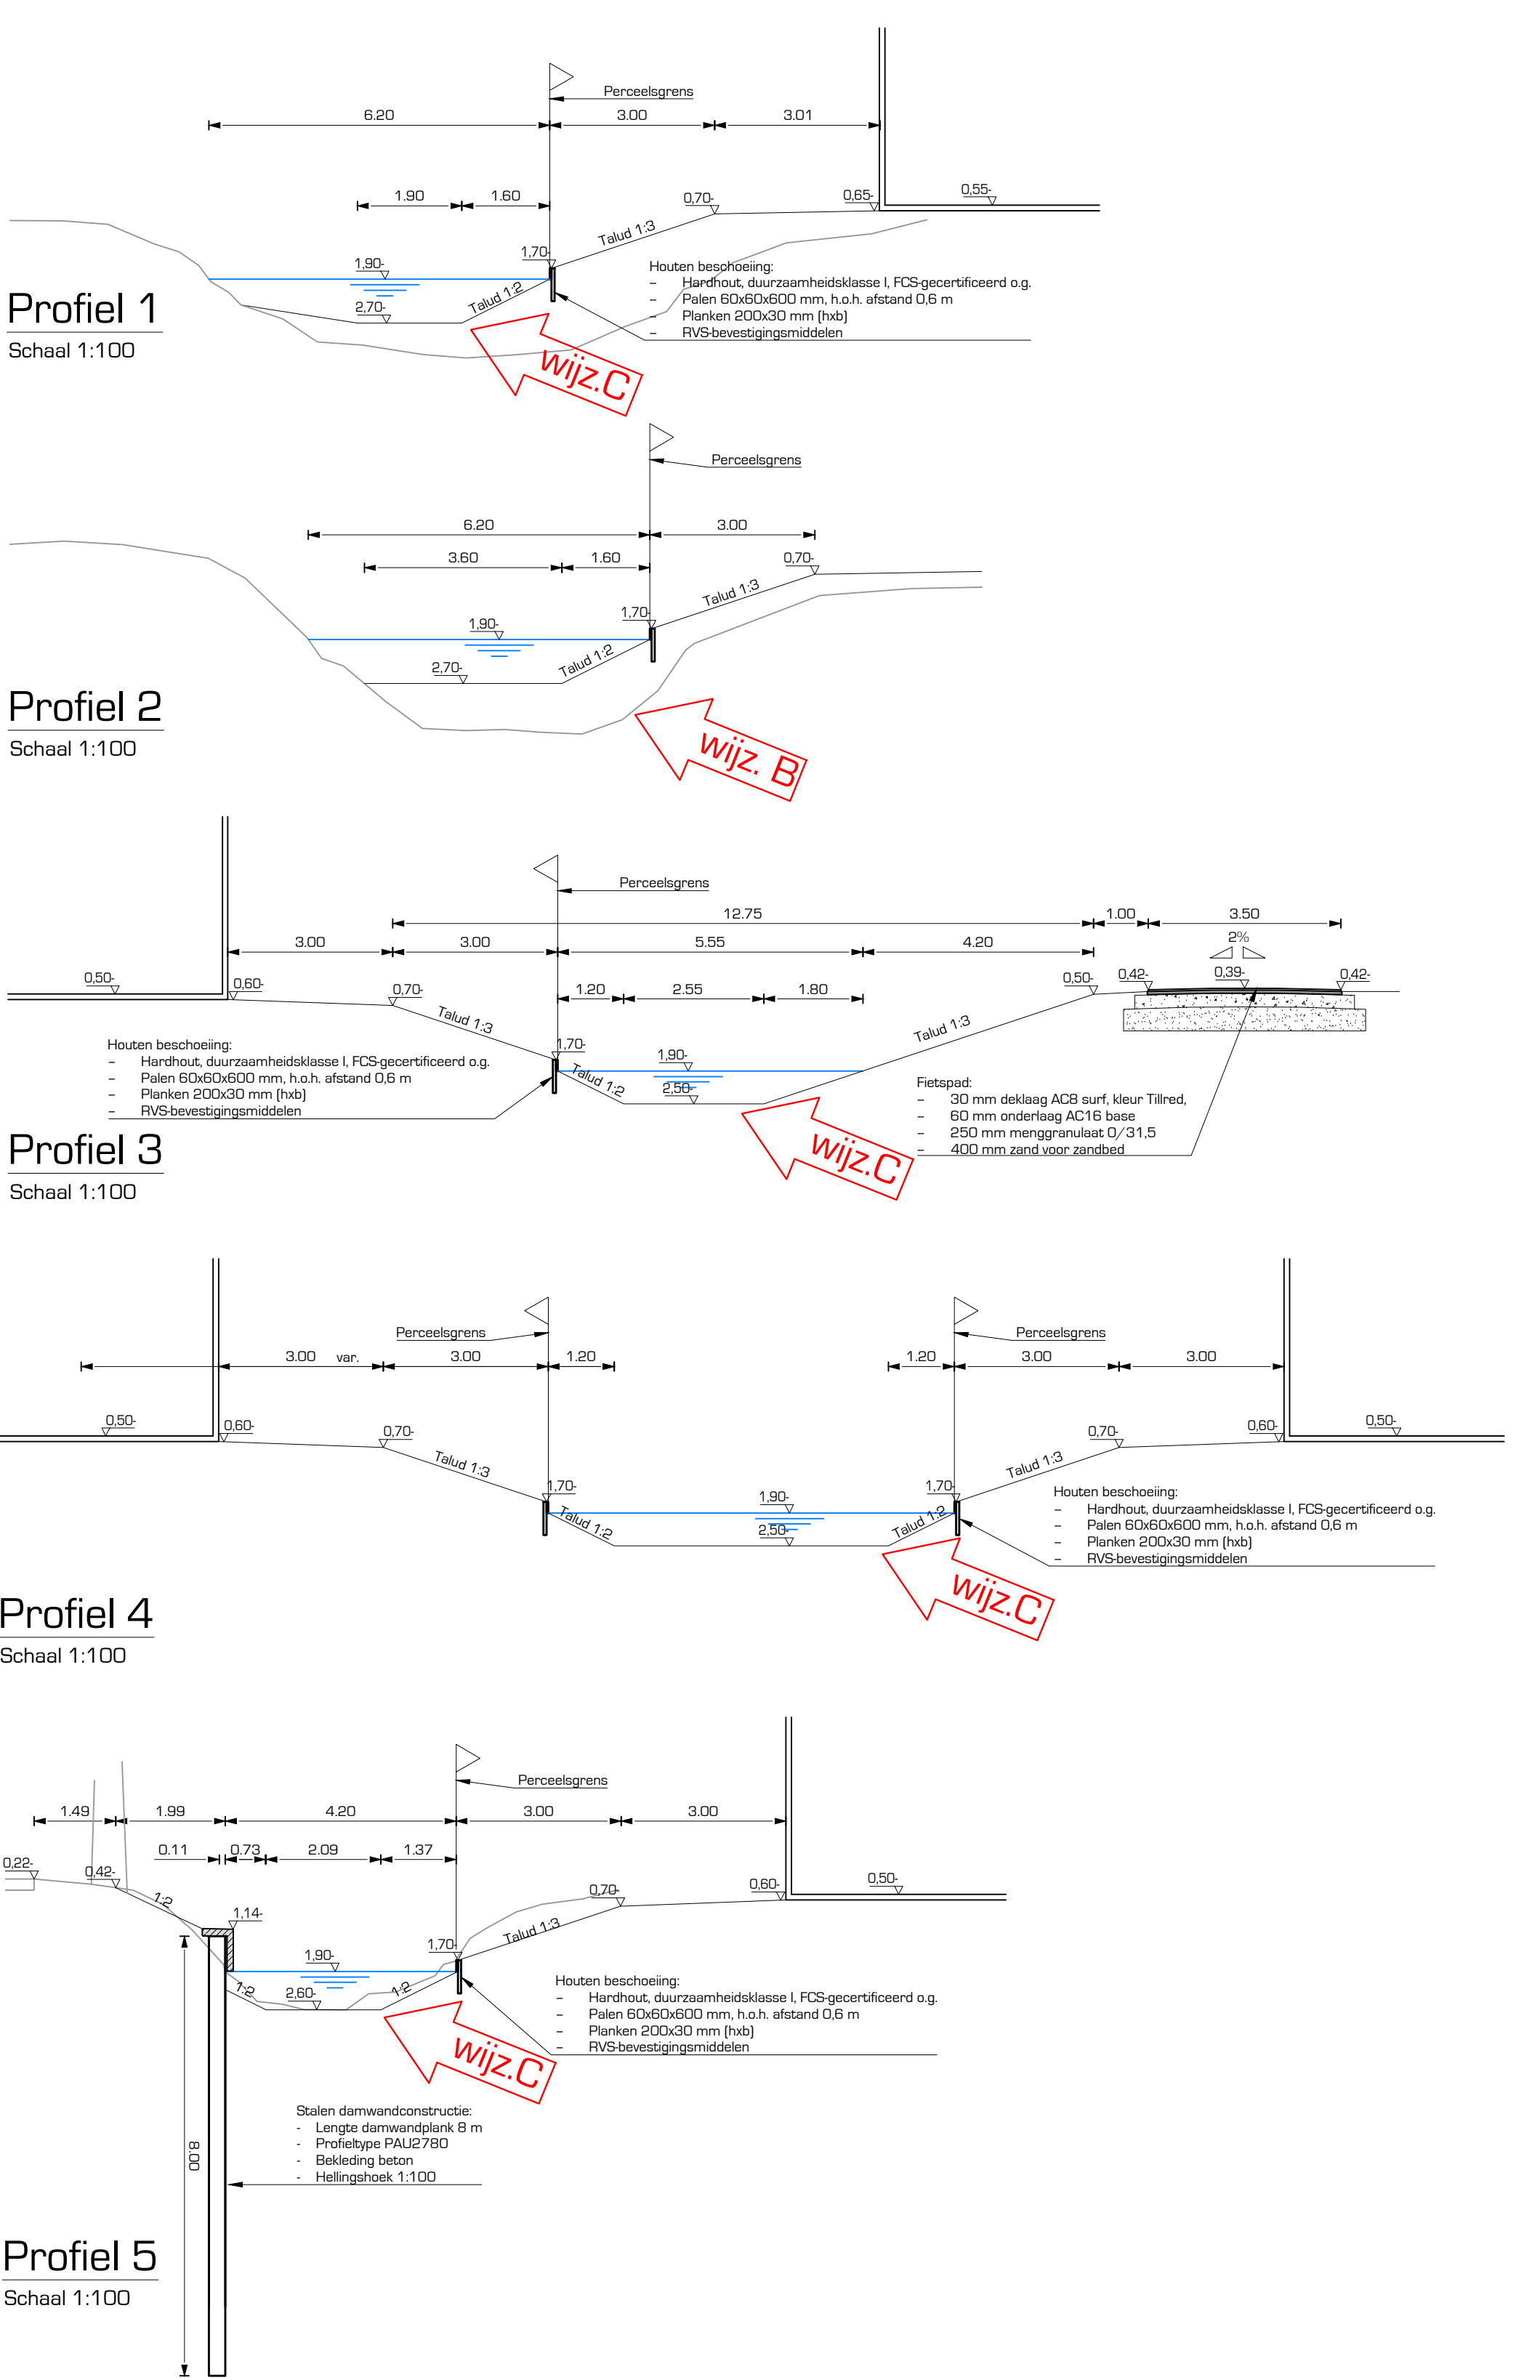 Perceelsgrens
6.20 3.00 3.01
1.90 1.60
0,70- 0,65- 0,55-
Talud 1:3
1,70-
1,90-
Talud 1:2
2,70-
Houten beschoeiing:
- Hardhout, duurzaamheidsklasse I, FCS-gecertificeerd o.g.
- Palen 60x60x600 mm, h.o.h. afstand 0,6 m
- Planken 200x30 mm (hxb)
- RVS-bevestigingsmiddelen
Profiel 1
Schaal 1:100
wijz.C
Perceelsgrens
6.20 3.00
3.60 1.60
0,70-
Talud 1:3
1,70-
1,90-
Talud 1:2
2,70-
Profiel 2
Schaal 1:100
wijz. B
Perceelsgrens
12.75 1.00 3.50
3.00 3.00 5.55 4.20
2%
0,50- 0,60- 0,70-
1.20 2.55 1.80
0,50- 0,42- 0,39- 0,42-
Talud 1:3
Talud 1:3
1,70-
1,90-
Talud 1:2
2,50-
Houten beschoeiing:
- Hardhout, duurzaamheidsklasse I, FCS-gecertificeerd o.g.
- Palen 60x60x600 mm, h.o.h. afstand 0,6 m
- Planken 200x30 mm (hxb)
- RVS-bevestigingsmiddelen
Fietspad:
- 30 mm deklaag AC8 surf, kleur Tillred,
- 60 mm onderlaag AC16 base
- 250 mm menggranulaat 0/31,5
- 400 mm zand voor zandbed
Profiel 3
Schaal 1:100
wijz.C
Perceelsgrens
Perceelsgrens
3.00 var. 3.00 1.20 1.20 3.00 3.00
0,50- 0,60- 0,70-
0,70- 0,60- 0,50-
Talud 1:3
Talud 1:3
1,70-
1,70-
1,90-
Talud 1:2
Talud 1:2
2,50-
Houten beschoeiing:
- Hardhout, duurzaamheidsklasse I, FCS-gecertificeerd o.g.
- Palen 60x60x600 mm, h.o.h. afstand 0,6 m
- Planken 200x30 mm (hxb)
- RVS-bevestigingsmiddelen
Profiel 4
Schaal 1:100
wijz.C
Perceelsgrens
1.49 1.99 4.20 3.00 3.00
0.11 0.73 2.09 1.37
0,22- 0,42-
0,70- 0,60- 0,50-
1:2
1,14-
Talud 1:3
1,70-
1,90-
1:2
1:2
2,60-
Houten beschoeiing:
- Hardhout, duurzaamheidsklasse I, FCS-gecertificeerd o.g.
- Palen 60x60x600 mm, h.o.h. afstand 0,6 m
- Planken 200x30 mm (hxb)
- RVS-bevestigingsmiddelen
wijz.C
Stalen damwandconstructie:
- Lengte damwandplank 8 m
- Profieltype PAU2780
- Bekleding beton
- Hellingshoek 1:100
8.00
Profiel 5
Schaal 1:100